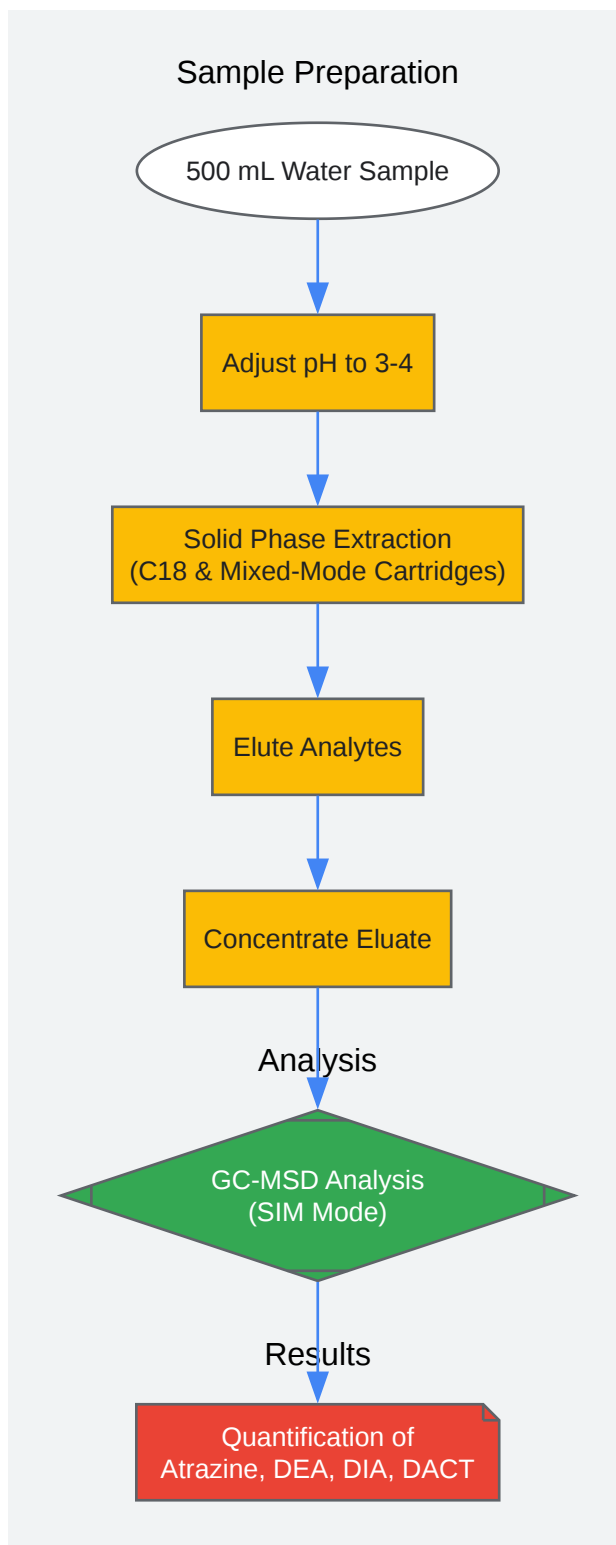 Sample Preparation
500 mL Water Sample
Adjust pH to 3-4
Solid Phase Extraction
(C18 & Mixed-Mode Cartridges)
Elute Analytes
Concentrate Eluate
Analysis
GC-MSD Analysis
(SIM Mode)
Results
Quantification of
Atrazine, DEA, DIA, DACT